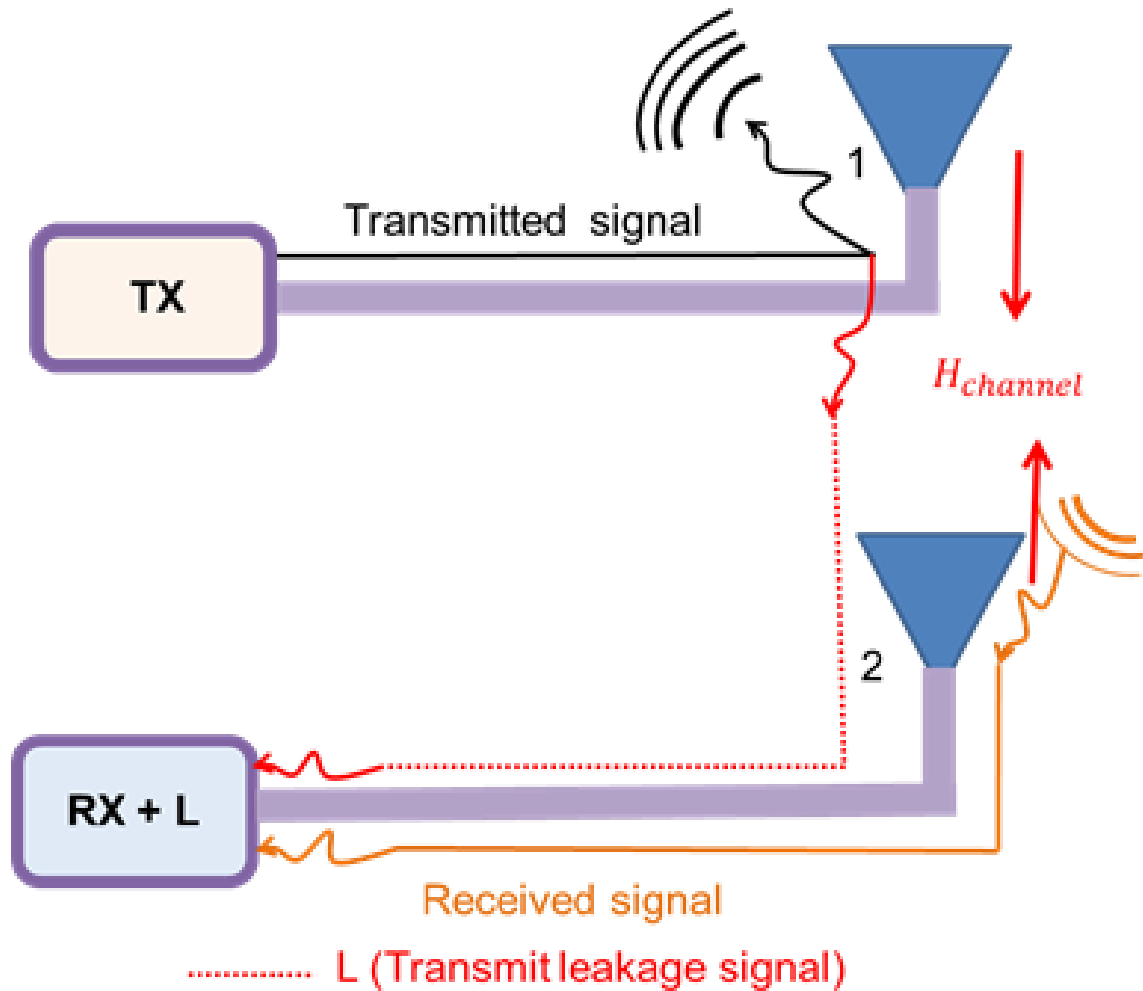 1
Transmitted signal
TX
H_channel
2
RX + L
Received signal
L (Transmit leakage signal)